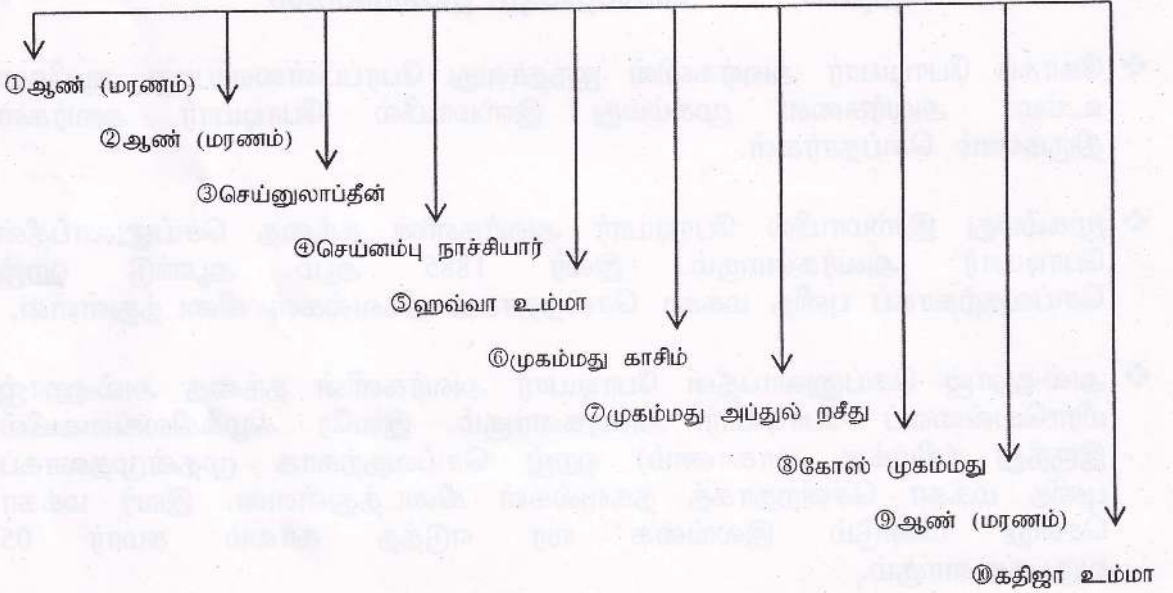 ①ஆண் (மரணம்)
②ஆண் (மரணம்)
③செய்னுலாப்தீன்
④செய்னம்பு நாச்சியார்
⑤ஹவ்வா உம்மா
⑥முகம்மது காசிம்
⑦முகம்மது அப்துல் றசீது
⑧கோஸ் முகம்மது
⑨ஆண் (மரணம்)
⑩கதிஜா உம்மா